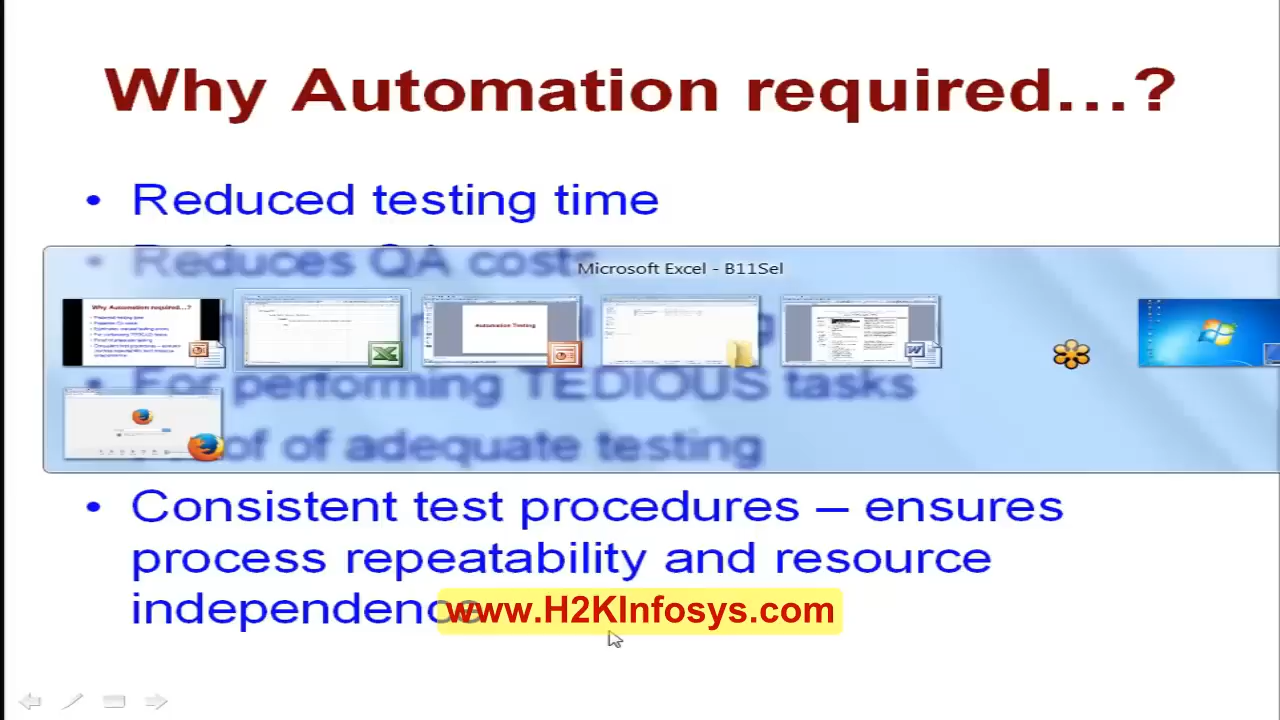 Why Automation required...?
• Reduced testing time
• Reduces QA costs
Microsoft Excel - B11Sel
Why Automation required...?
Automation Testing
For performing TEDIOUS tasks
of of adequate testing
• Consistent test procedures – ensures
process repeatability and resource
independence
www.H2KInfosys.com